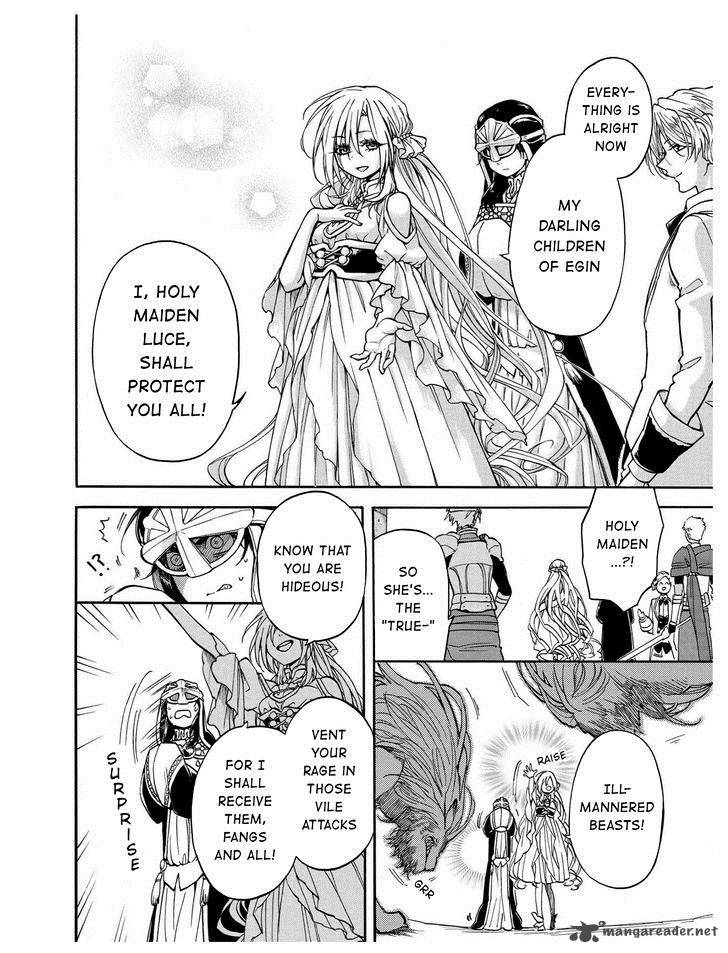 EVERY-
THING IS
ALRIGHT
NOW
MY
DARLING
CHILDREN
OF EGIN
I, HOLY
MAIDEN
LUCE,
SHALL
PROTECT
YOU ALL!
HOLY
MAIDEN
...?!
SO
SHE'S...
THE
"TRUE-"
KNOW THAT
YOU ARE
HIDEOUS!
!?
RAISE
ILL-
MANNERED
BEASTS!
GRR
VENT
YOUR
RAGE IN
THOSE
VILE
ATTACKS
FOR I
SHALL
RECEIVE
THEM,
FANGS
AND ALL!
SURPRISE
mangareader.net